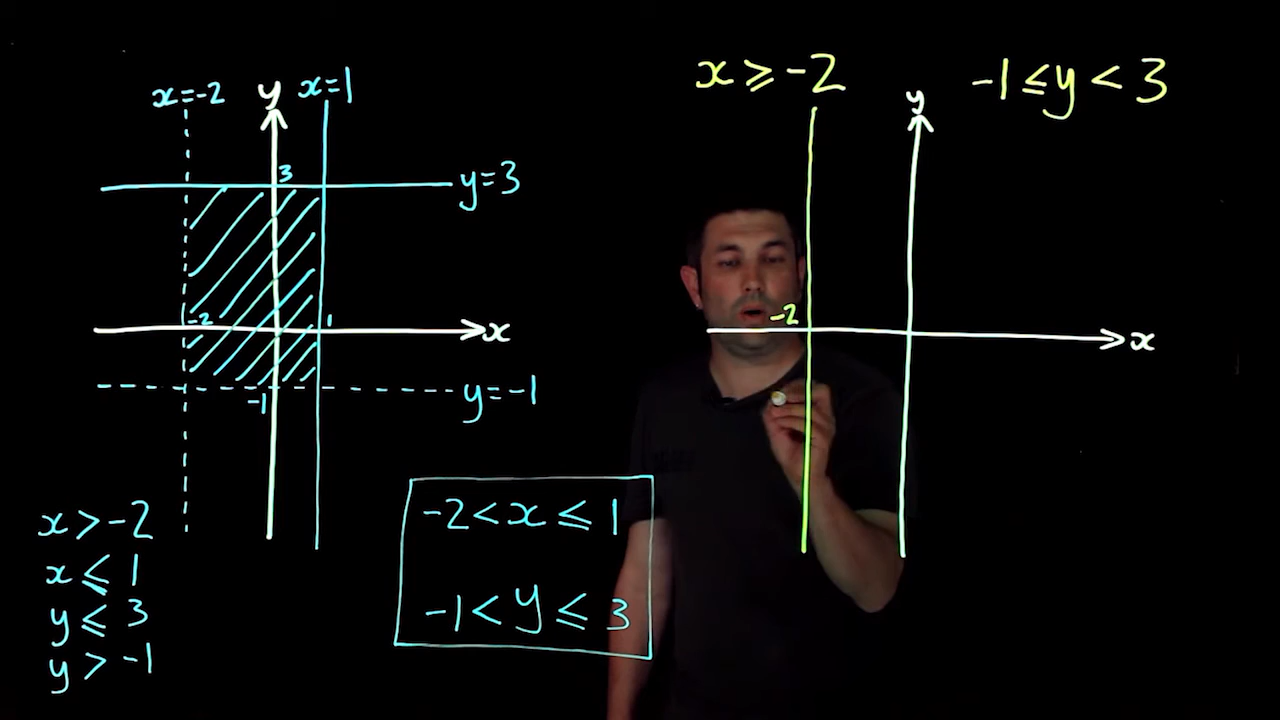 x=-2
y
x=1
3
y=3
-2
1
x
-1
y=-1
x > -2
x ≤ 1
y ≤ 3
y > -1
-2 < x ≤ 1
-1 < y ≤ 3
x ≥ -2
-1 ≤ y < 3
y
-2
x